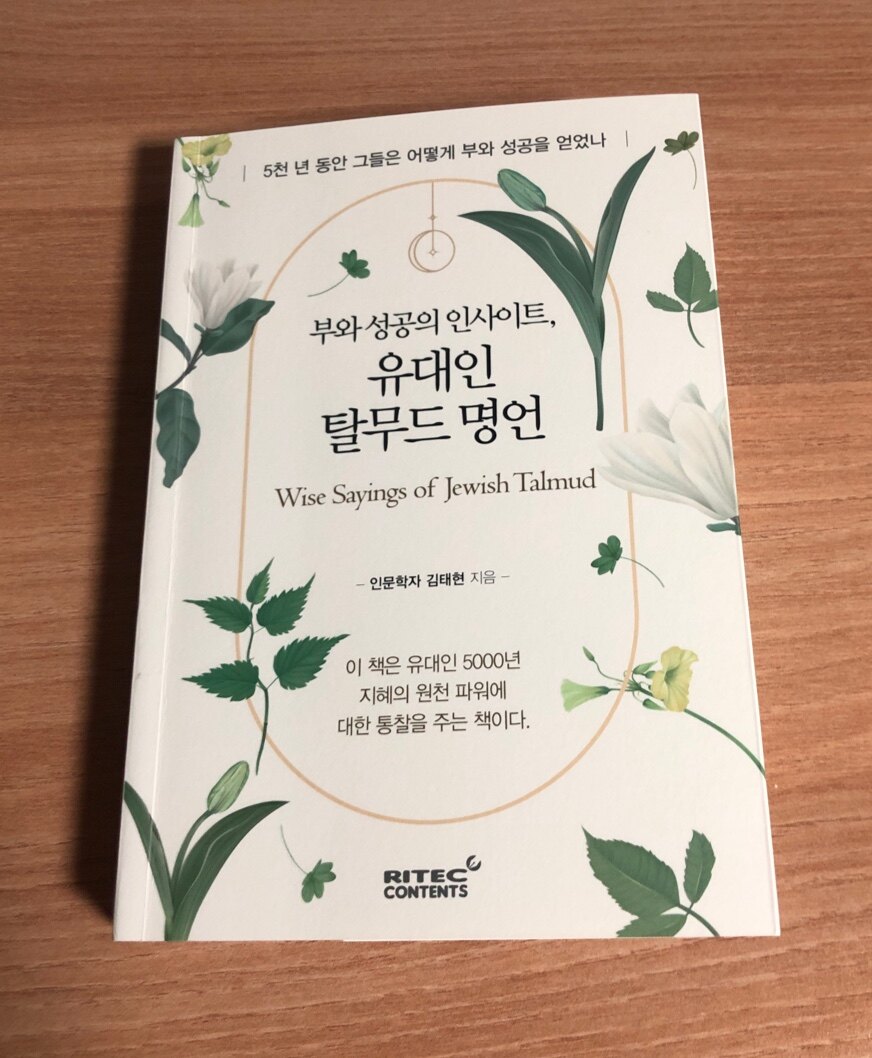 | 5천 년 동안 그들은 어떻게 부와 성공을 얻었나 |
부와 성공의 인사이트,
유대인
탈무드 명언
Wise Sayings of Jewish Talmud
– 인문학자 김태현 지음 –
이 책은 유대인 5000년
지혜의 원천 파워에
대한 통찰을 주는 책이다.
RITEC
CONTENTS